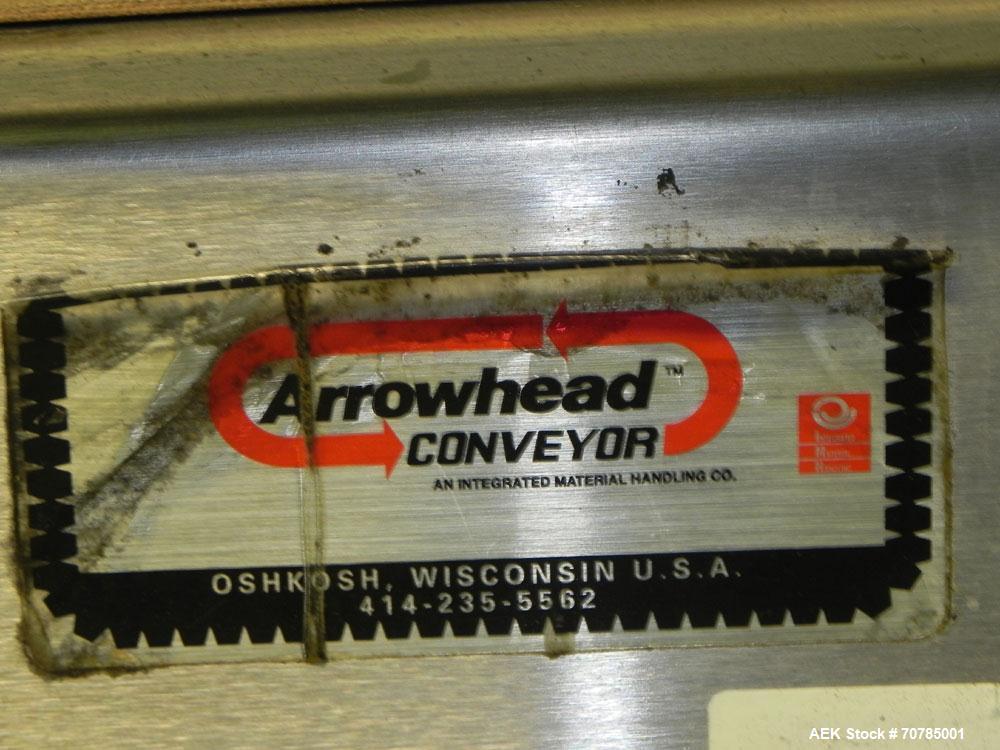 Arrowhead™
CONVEYOR
AN INTEGRATED MATERIAL HANDLING CO.
OSHKOSH, WISCONSIN U.S.A.
414-235-5562
AEK Stock # 70785001